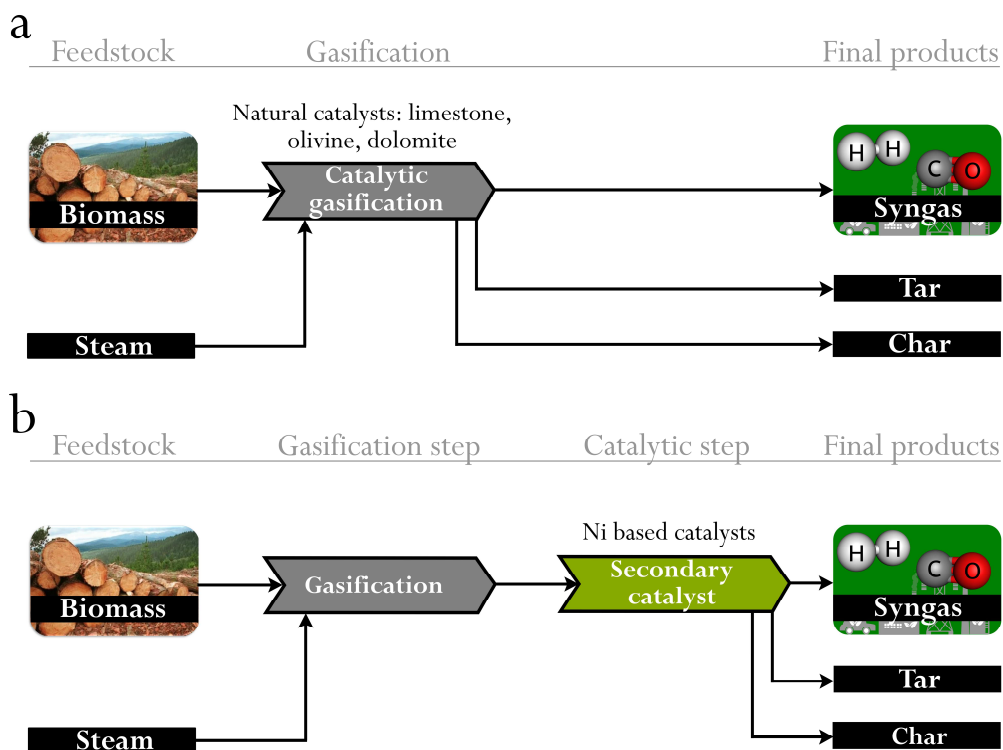 a
Feedstock Gasification Final products
Natural catalysts: limestone,
olivine, dolomite
Biomass
Catalytic
gasification
H H C O
Syngas
Tar
Steam
Char
b
Feedstock Gasification step Catalytic step Final products
Ni based catalysts
Biomass
Gasification
Secondary
catalyst
H H C O
Syngas
Tar
Steam
Char